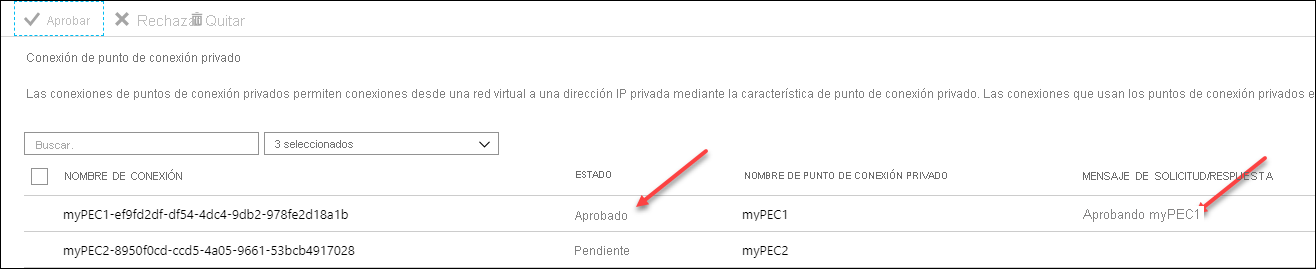 Aprobar Rechaza Quitar
Conexión de punto de conexión privado
Las conexiones de puntos de conexión privados permiten conexiones desde una red virtual a una dirección IP privada mediante la característica de punto de conexión privado. Las conexiones que usan los puntos de conexión privados e
Buscar. 3 seleccionados
NOMBRE DE CONEXIÓN ESTADO NOMBRE DE PUNTO DE CONEXIÓN PRIVADO MENSAJE DE SOLICITUD/RESPUESTA
myPEC1-ef9fd2df-df54-4dc4-9db2-978fe2d18a1b Aprobado myPEC1 Aprobando myPEC1
myPEC2-8950f0cd-ccd5-4a05-9661-53bcb4917028 Pendiente myPEC2